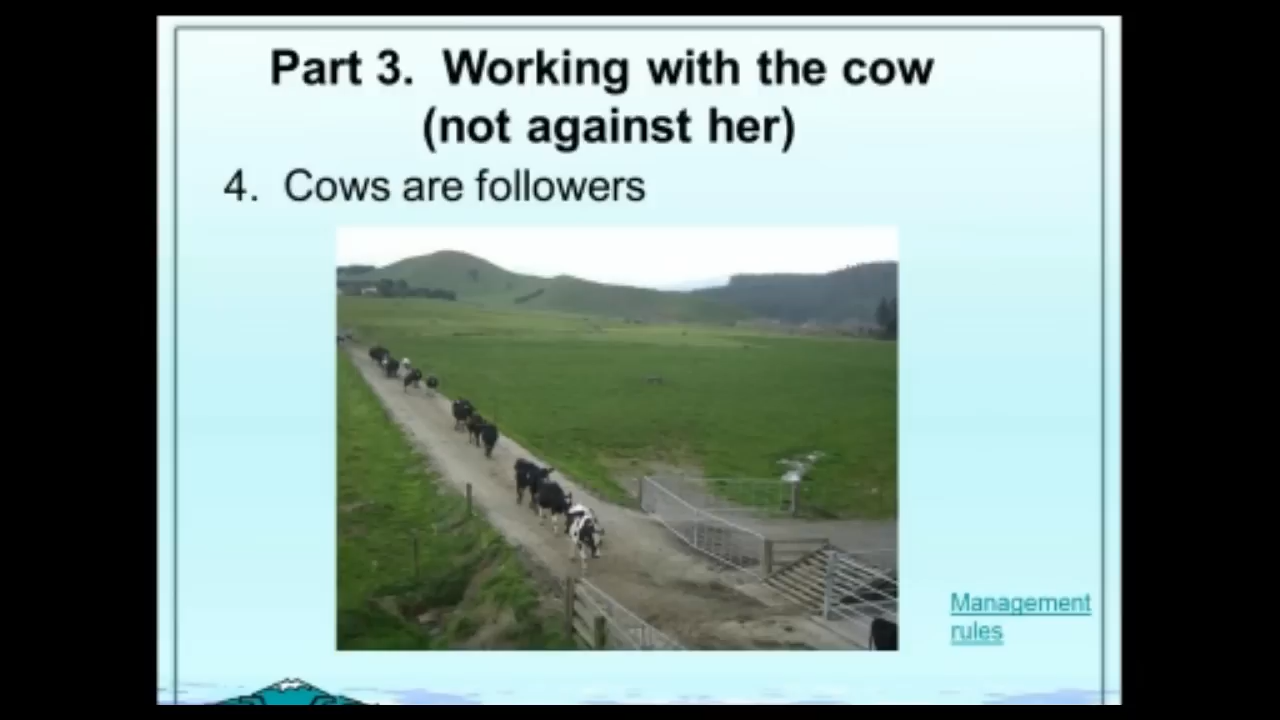 Part 3. Working with the cow
(not against her)
4. Cows are followers
Management
rules